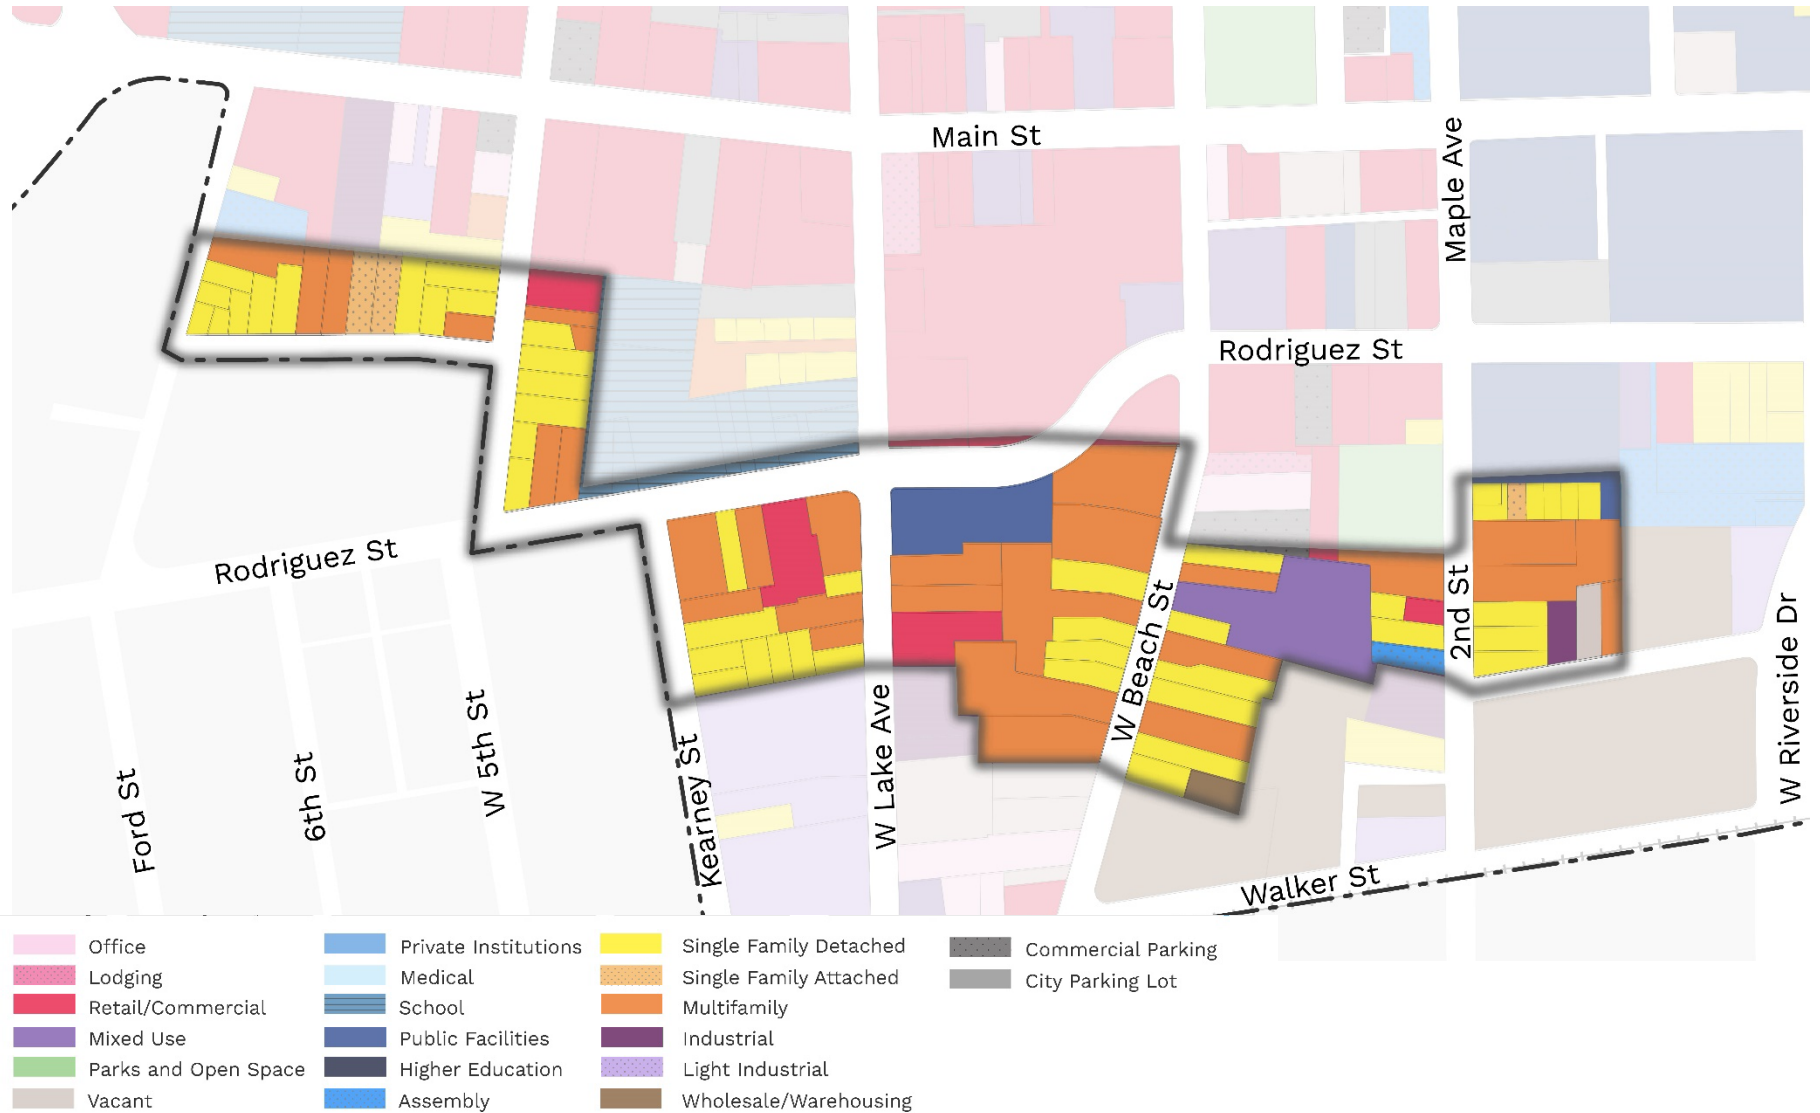 Main St
Maple Ave
Rodriguez St
Rodriguez St
2nd St
W Beach St
W Riverside Dr
W Lake Ave
Kearney St
W 5th St
6th St
Ford St
Walker St
Office
Lodging
Retail/Commercial
Mixed Use
Parks and Open Space
Vacant
Private Institutions
Medical
School
Public Facilities
Higher Education
Assembly
Single Family Detached
Single Family Attached
Multifamily
Industrial
Light Industrial
Wholesale/Warehousing
Commercial Parking
City Parking Lot